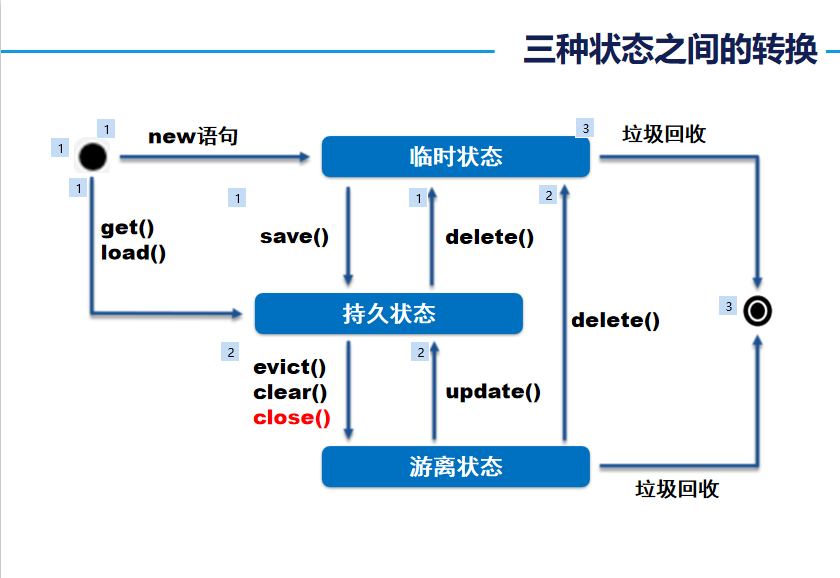 三种状态之间的转换
1
1
new语句
3
垃圾回收
临时状态
1
1
1
2
get()
load()
save()
delete()
持久状态
3
delete()
2
2
evict()
clear()
close()
update()
游离状态
垃圾回收